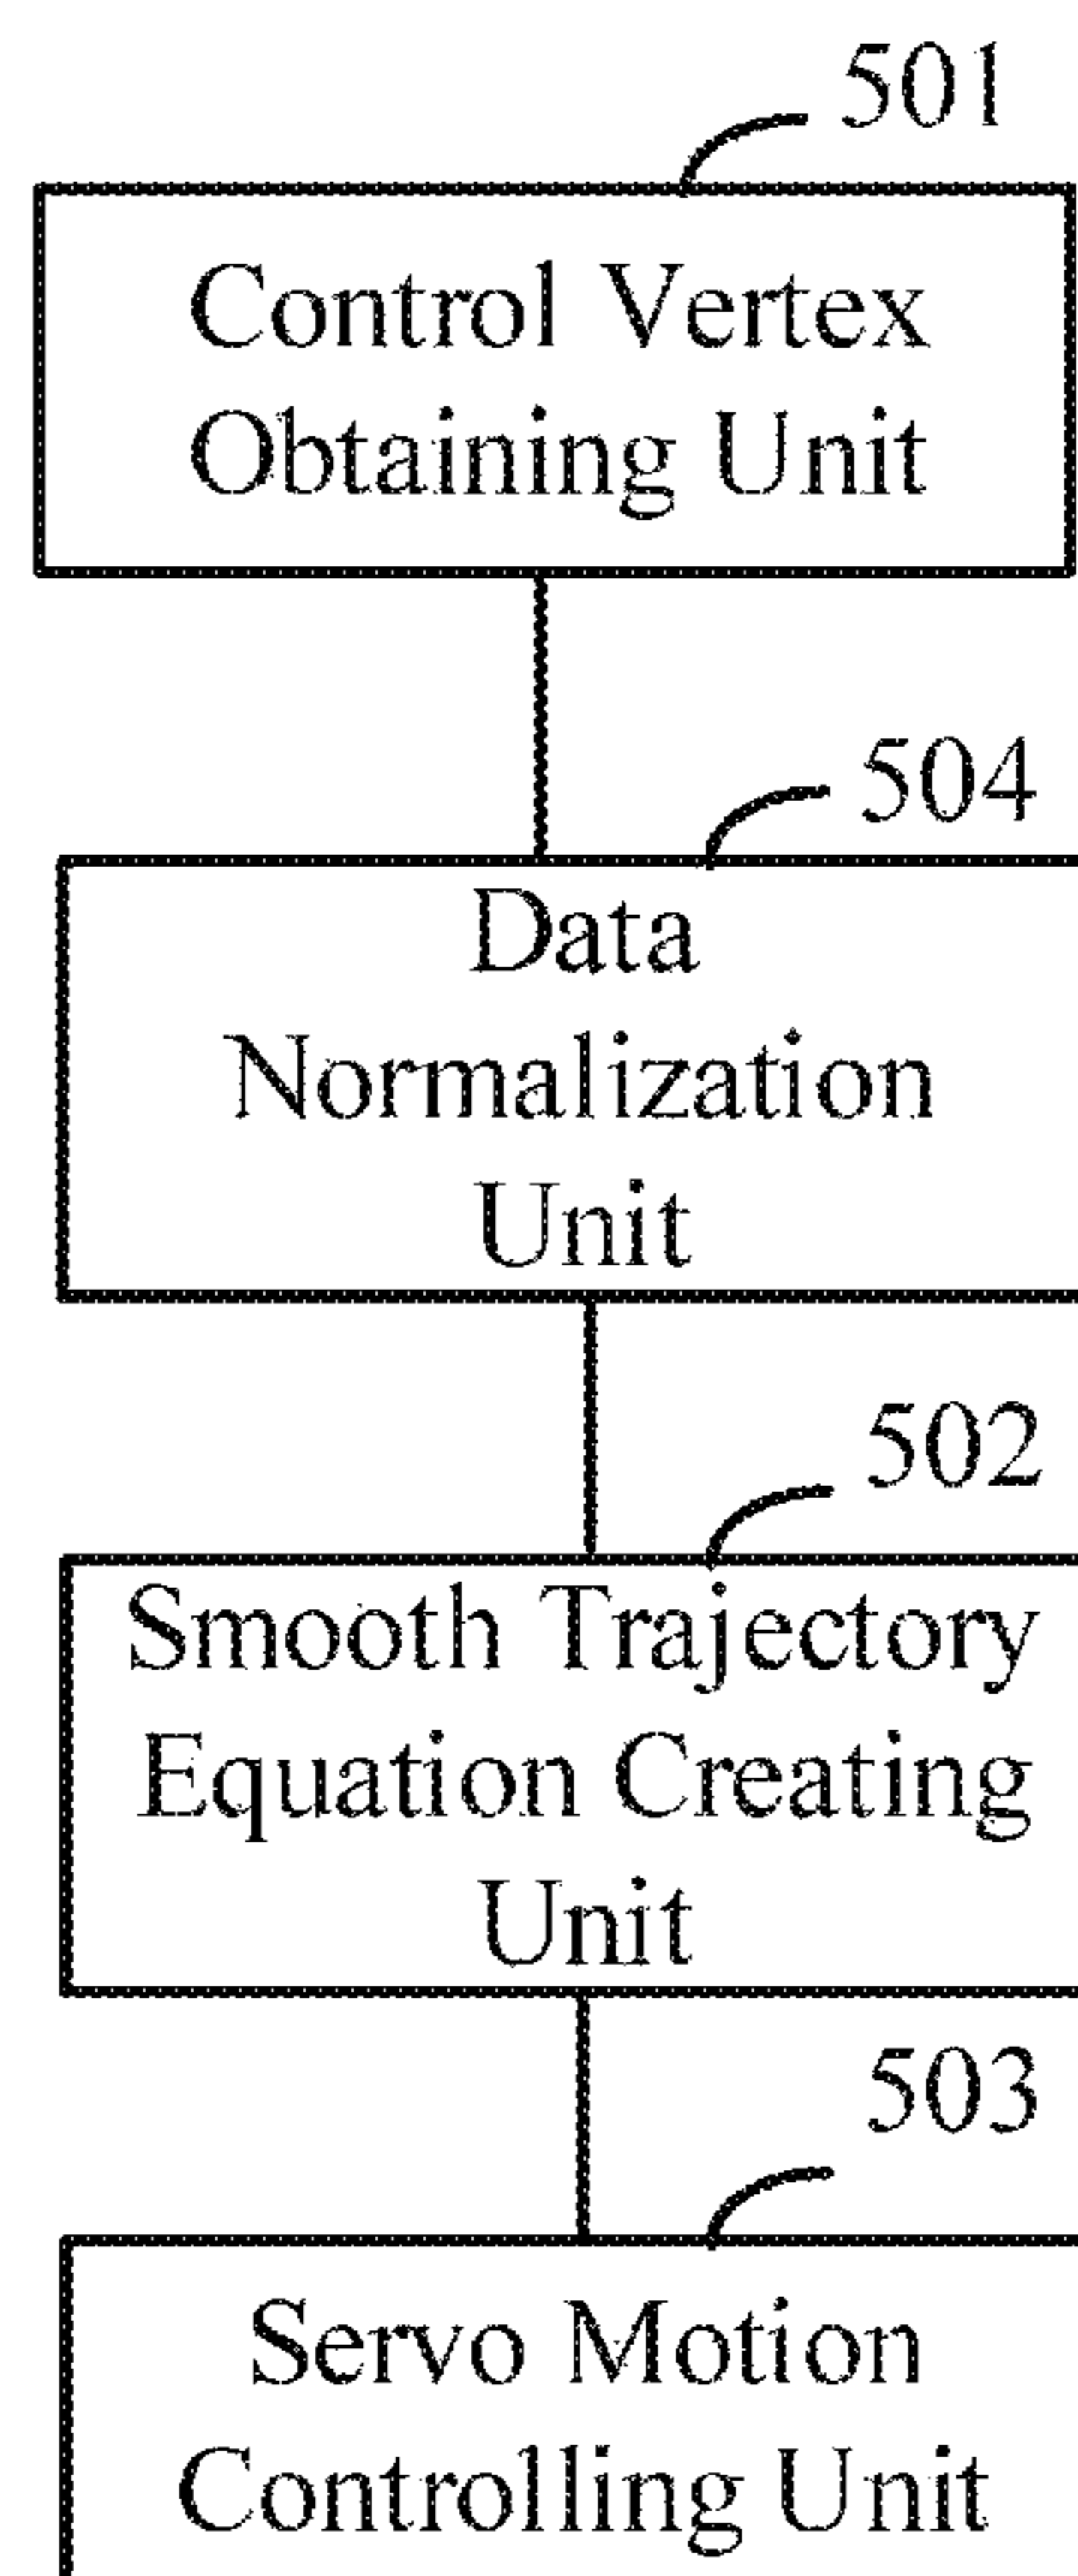 501
Control Vertex
Obtaining Unit
504
Data
Normalization
Unit
502
Smooth Trajectory
Equation Creating
Unit
503
Servo Motion
Controlling Unit